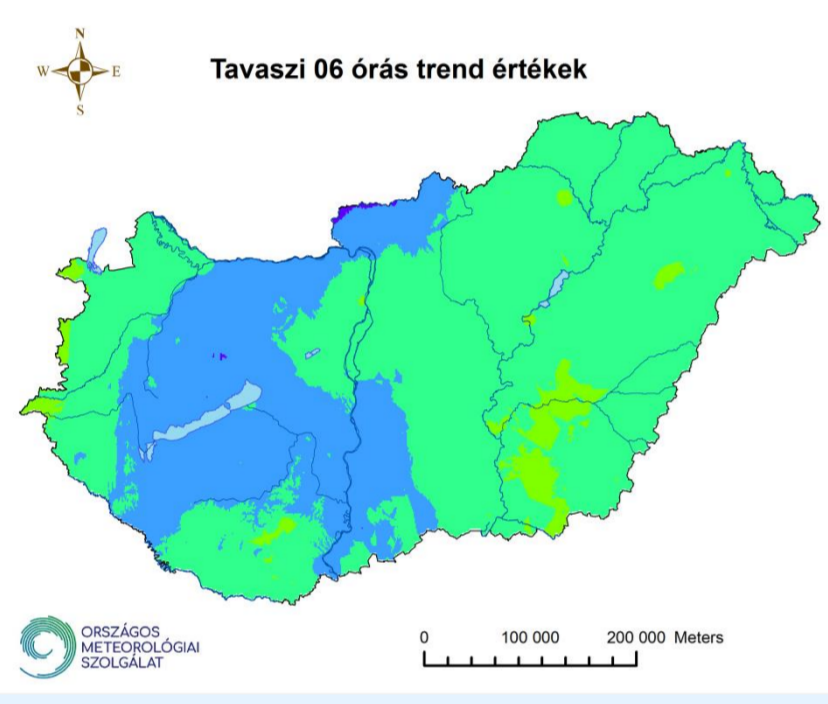 N
W E
S
Tavaszi 06 órás trend értékek
ORSZÁGOS
METEOROLÓGIAI
SZOLGÁLAT
0 100 000 200 000 Meters